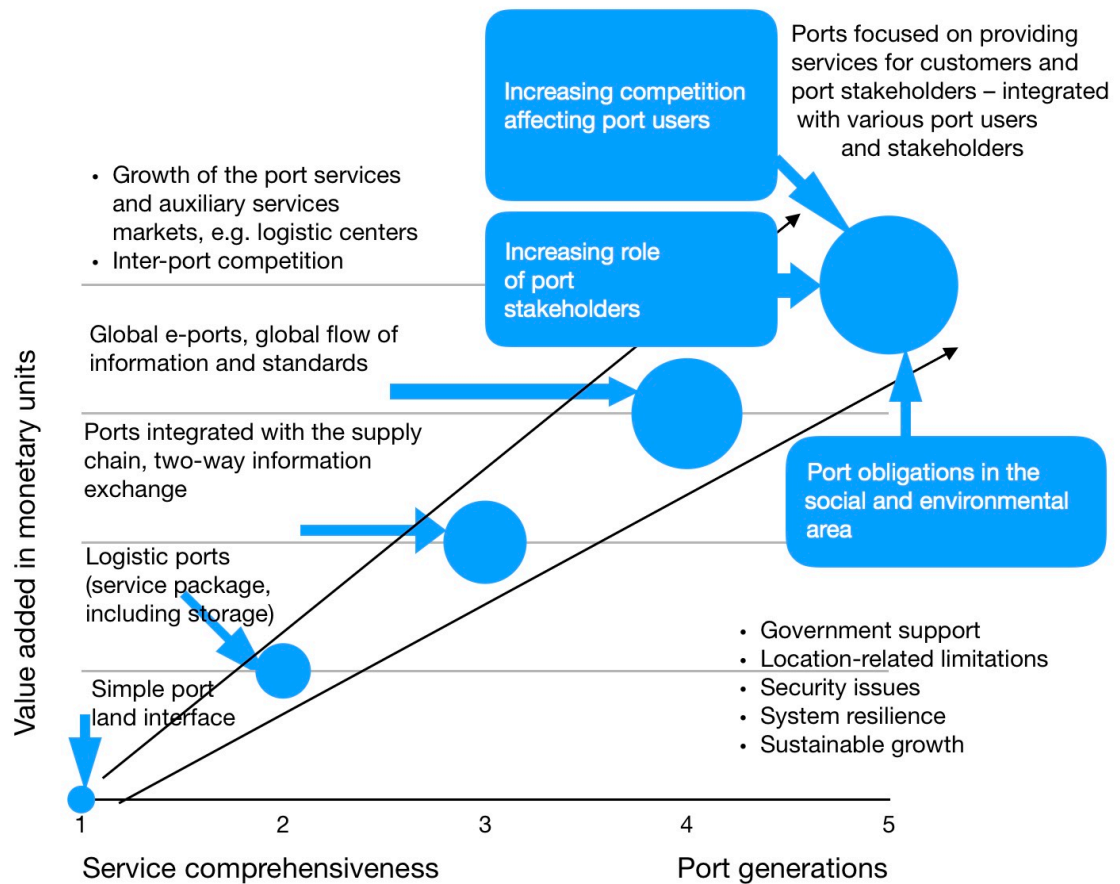 Ports focused on providing
services for customers and
port stakeholders – integrated
with various port users
and stakeholders
Increasing competition
affecting port users
• Growth of the port services
and auxiliary services
markets, e.g. logistic centers
• Inter-port competition
Increasing role
of port
stakeholders
Global e-ports, global flow of
information and standards
Ports integrated with the supply
chain, two-way information
exchange
Port obligations in the
social and environmental
area
Logistic ports
(service package,
including storage)
Simple port
land interface
• Government support
• Location-related limitations
• Security issues
• System resilience
• Sustainable growth
Value added in monetary units
1 2 3 4 5
Service comprehensiveness
Port generations